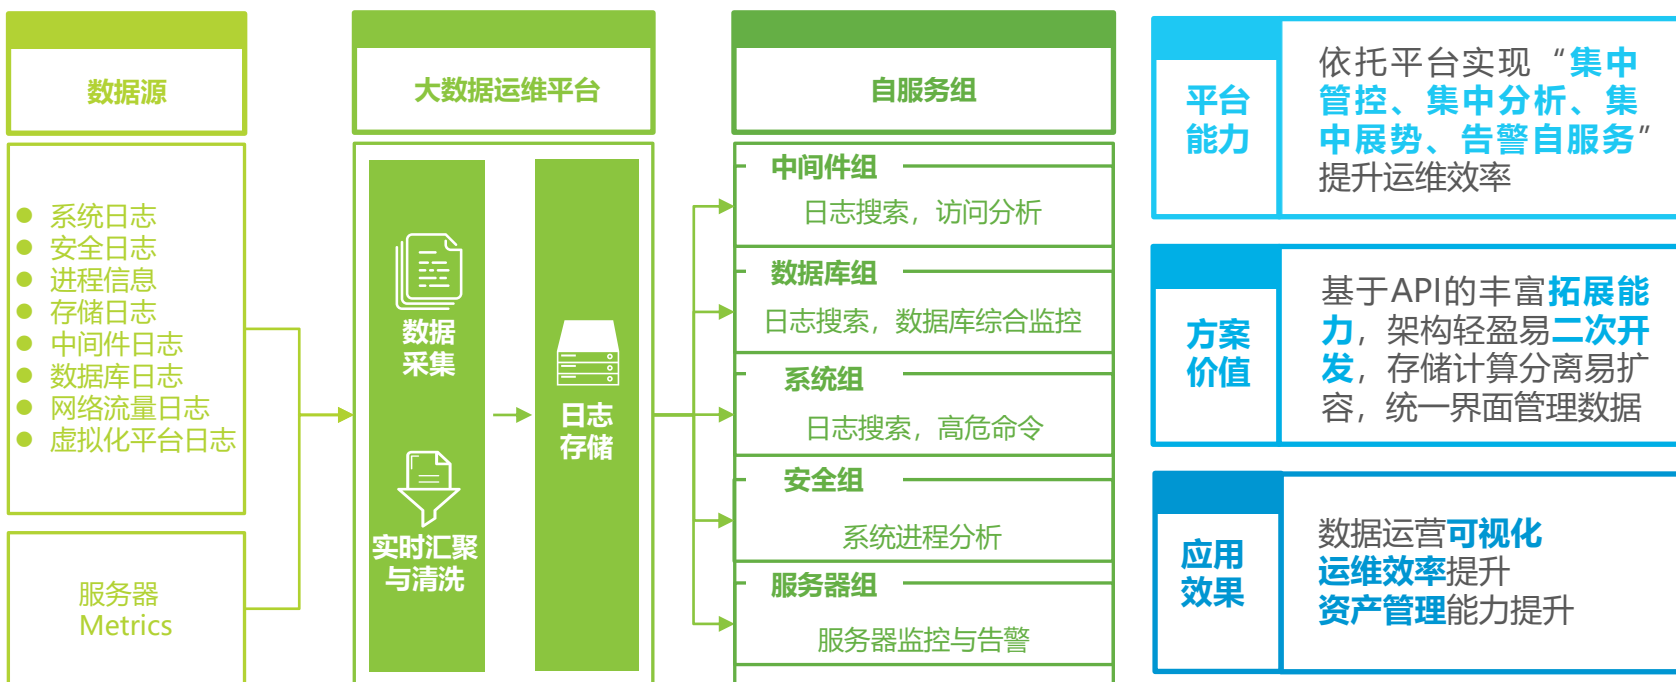 数据源
系统日志
安全日志
进程信息
存储日志
中间件日志
数据库日志
网络流量日志
虚拟化平台日志
服务器
Metrics
大数据运维平台
数据
采集
实时汇聚
与清洗
日志
存储
自服务组
中间件组
日志搜索，访问分析
数据库组
日志搜索，数据库综合监控
系统组
日志搜索，高危命令
安全组
系统进程分析
服务器组
服务器监控与告警
平台
能力
依托平台实现“集中
管控、集中分析、集
中展势、告警自服务”
提升运维效率
方案
价值
基于API的丰富拓展能
力，架构轻盈易二次开
发，存储计算分离易扩
容，统一界面管理数据
应用
效果
数据运营可视化
运维效率提升
资产管理能力提升